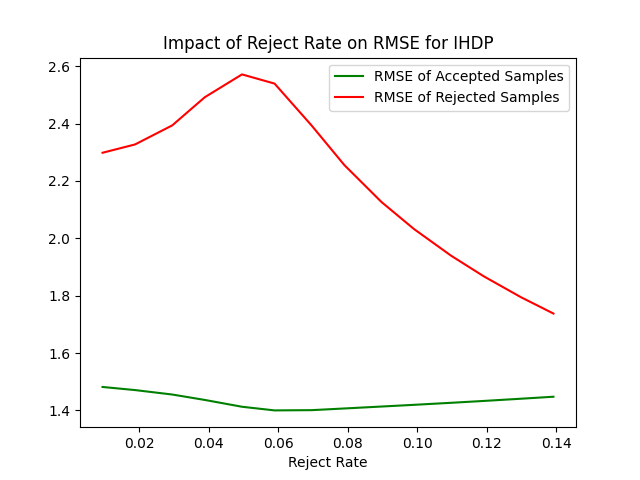 Impact of Reject Rate on RMSE for IHDP
RMSE of Accepted Samples
RMSE of Rejected Samples
2.6
2.4
2.2
2.0
1.8
1.6
1.4
0.02 0.04 0.06 0.08 0.10 0.12 0.14
Reject Rate